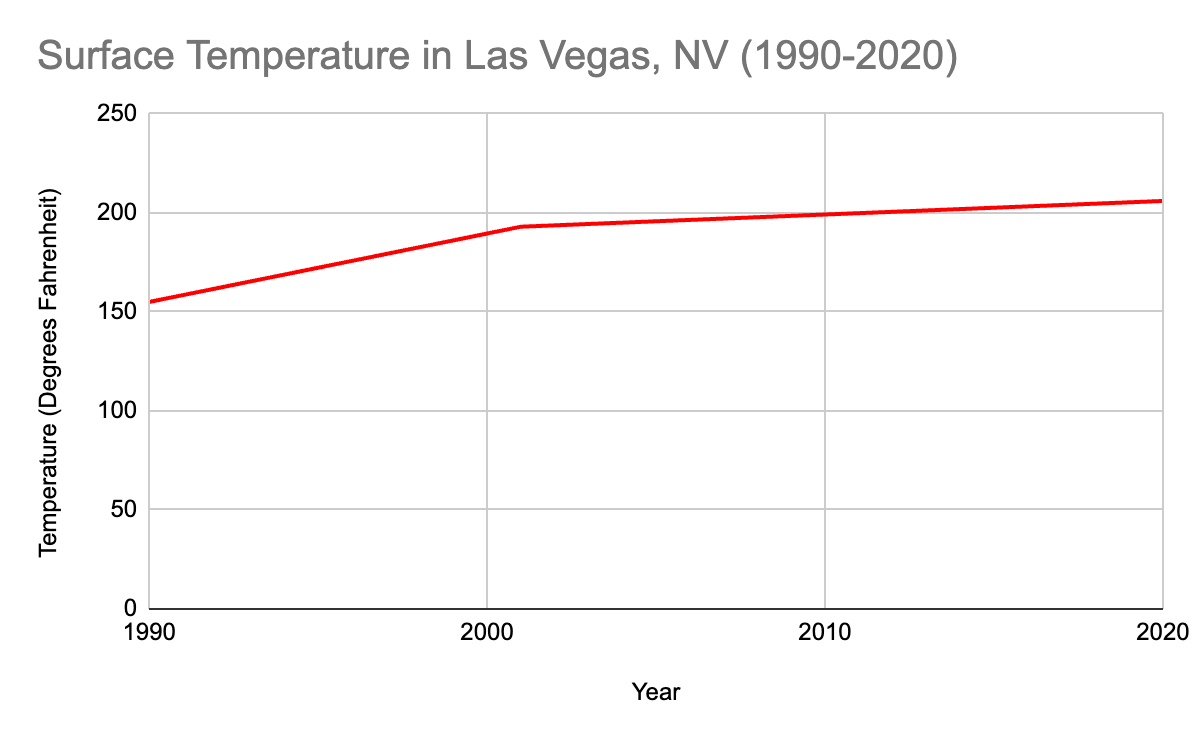 Surface Temperature in Las Vegas, NV (1990-2020)
Temperature (Degrees Fahrenheit)
250
200
150
100
50
0
1990 2000 2010 2020
Year